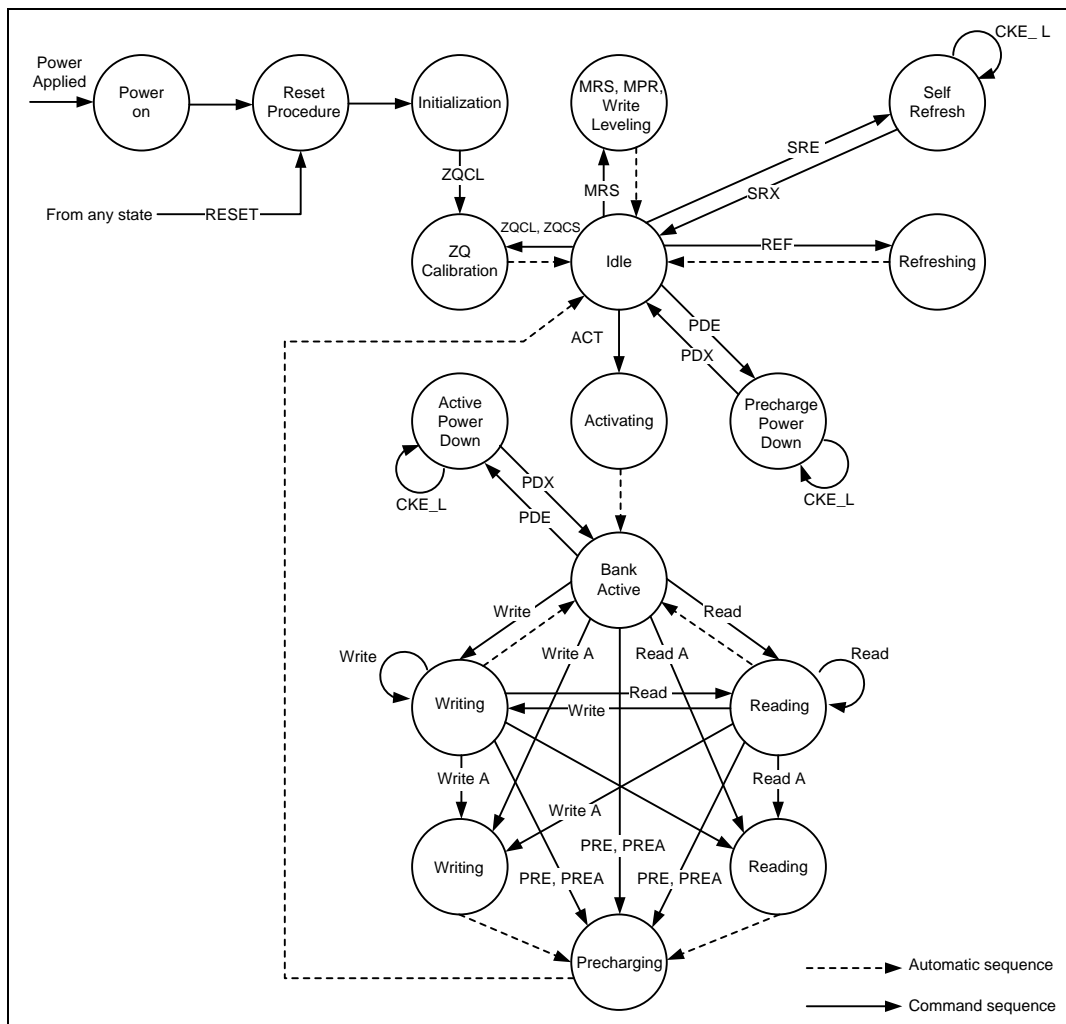 CKE_ L
Power
Applied
Power
on
Reset
Procedure
Initialization
MRS, MPR,
Write
Leveling
Self
Refresh
SRE
SRX
ZQCL
MRS
From any state
RESET
ZQCL, ZQCS
ZQ
Calibration
Idle
REF
Refreshing
PDE
PDX
ACT
Active
Power
Down
Activating
Precharge
Power
Down
CKE_L
CKE_L
PDX
PDE
Bank
Active
Write
Read
Write
Write A
Read A
Read
Writing
Read
Write
Reading
Write A
Read A
Write A
Writing
PRE, PREA
Reading
PRE, PREA
PRE, PREA
Precharging
Automatic sequence
Command sequence